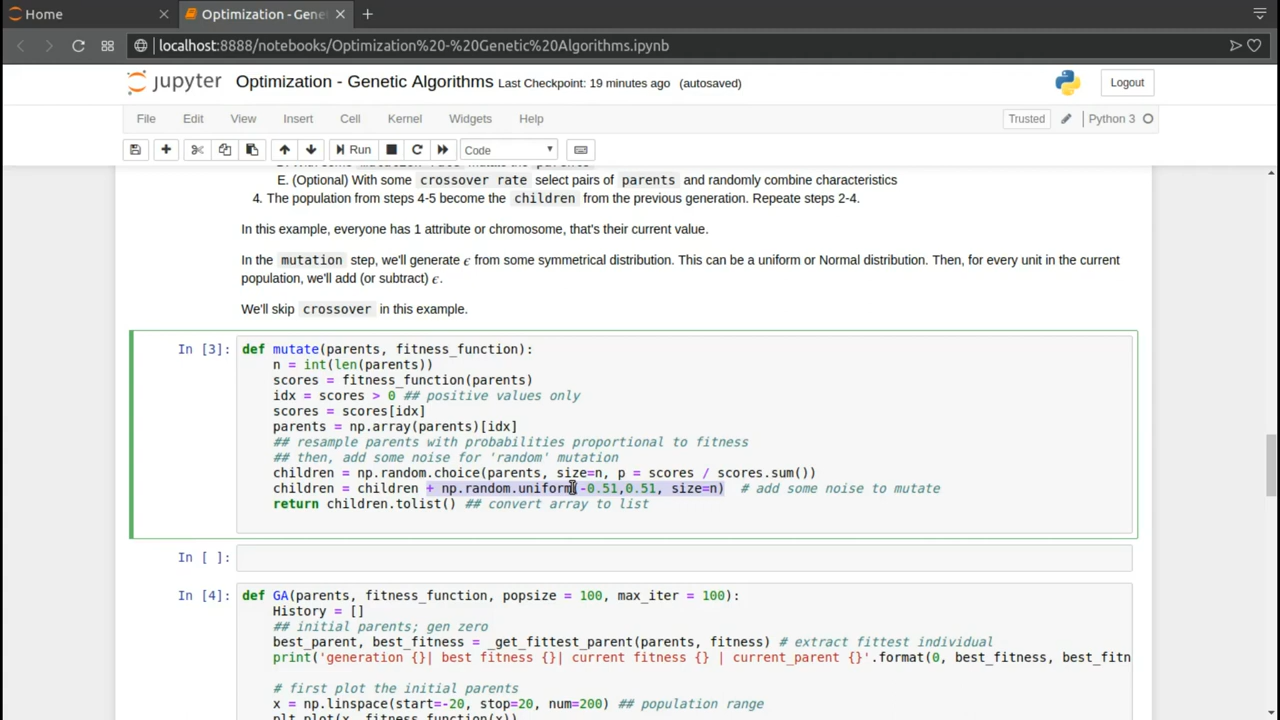 Home
Optimization - Gene
localhost:8888/notebooks/Optimization%20-%20Genetic%20Algorithms.ipynb
jupyter Optimization - Genetic Algorithms Last Checkpoint: 19 minutes ago (autosaved) Logout
File Edit View Insert Cell Kernel Widgets Help Trusted Python 3
Run Code
E. (Optional) With some crossover rate select pairs of parents and randomly combine characteristics
4. The population from steps 4-5 become the children from the previous generation. Repeate steps 2-4.
In this example, everyone has 1 attribute or chromosome, that's their current value.
In the mutation step, we'll generate ϵ from some symmetrical distribution. This can be a uniform or Normal distribution. Then, for every unit in the current
population, we'll add (or subtract) ϵ.
We'll skip crossover in this example.
In [3]: def mutate(parents, fitness_function):
n = int(len(parents))
scores = fitness_function(parents)
idx = scores > 0 ## positive values only
scores = scores[idx]
parents = np.array(parents)[idx]
## resample parents with probabilities proportional to fitness
## then, add some noise for 'random' mutation
children = np.random.choice(parents, size=n, p = scores / scores.sum())
children = children + np.random.uniform(-0.51,0.51, size=n) # add some noise to mutate
return children.tolist() ## convert array to list
In [ ]:
In [4]: def GA(parents, fitness_function, popsize = 100, max_iter = 100):
History = []
## initial parents; gen zero
best_parent, best_fitness = _get_fittest_parent(parents, fitness) # extract fittest individual
print('generation {}| best fitness {}| current fitness {} | current_parent {}'.format(0, best_fitness, best_fitn
# first plot the initial parents
x = np.linspace(start=-20, stop=20, num=200) ## population range
plt.plot(x, fitness_function(x))